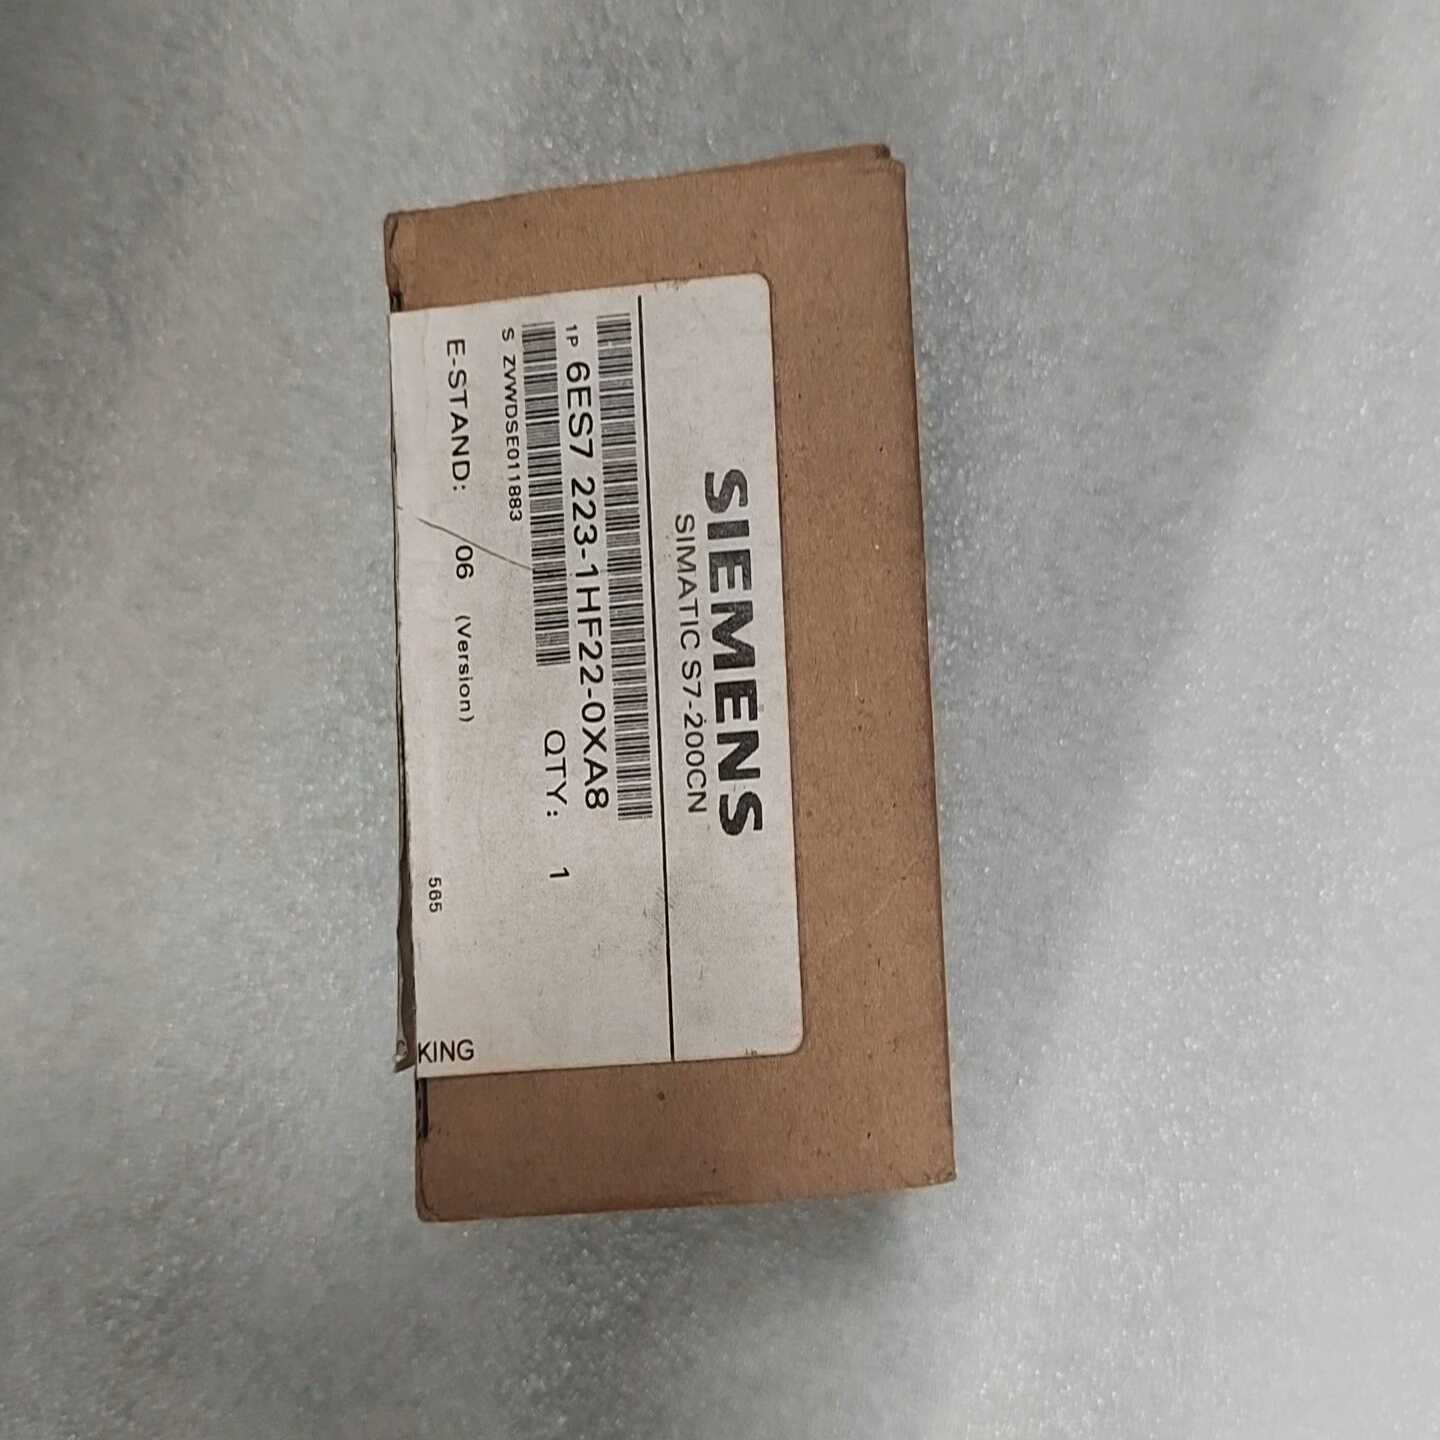 SIEMENS
SIMATIC S7-200CN
1P 6ES7 223-1HF22-0XA8
QTY: 1
S ZVWDSE011883
E-STAND: 06 (Version)
565
KING